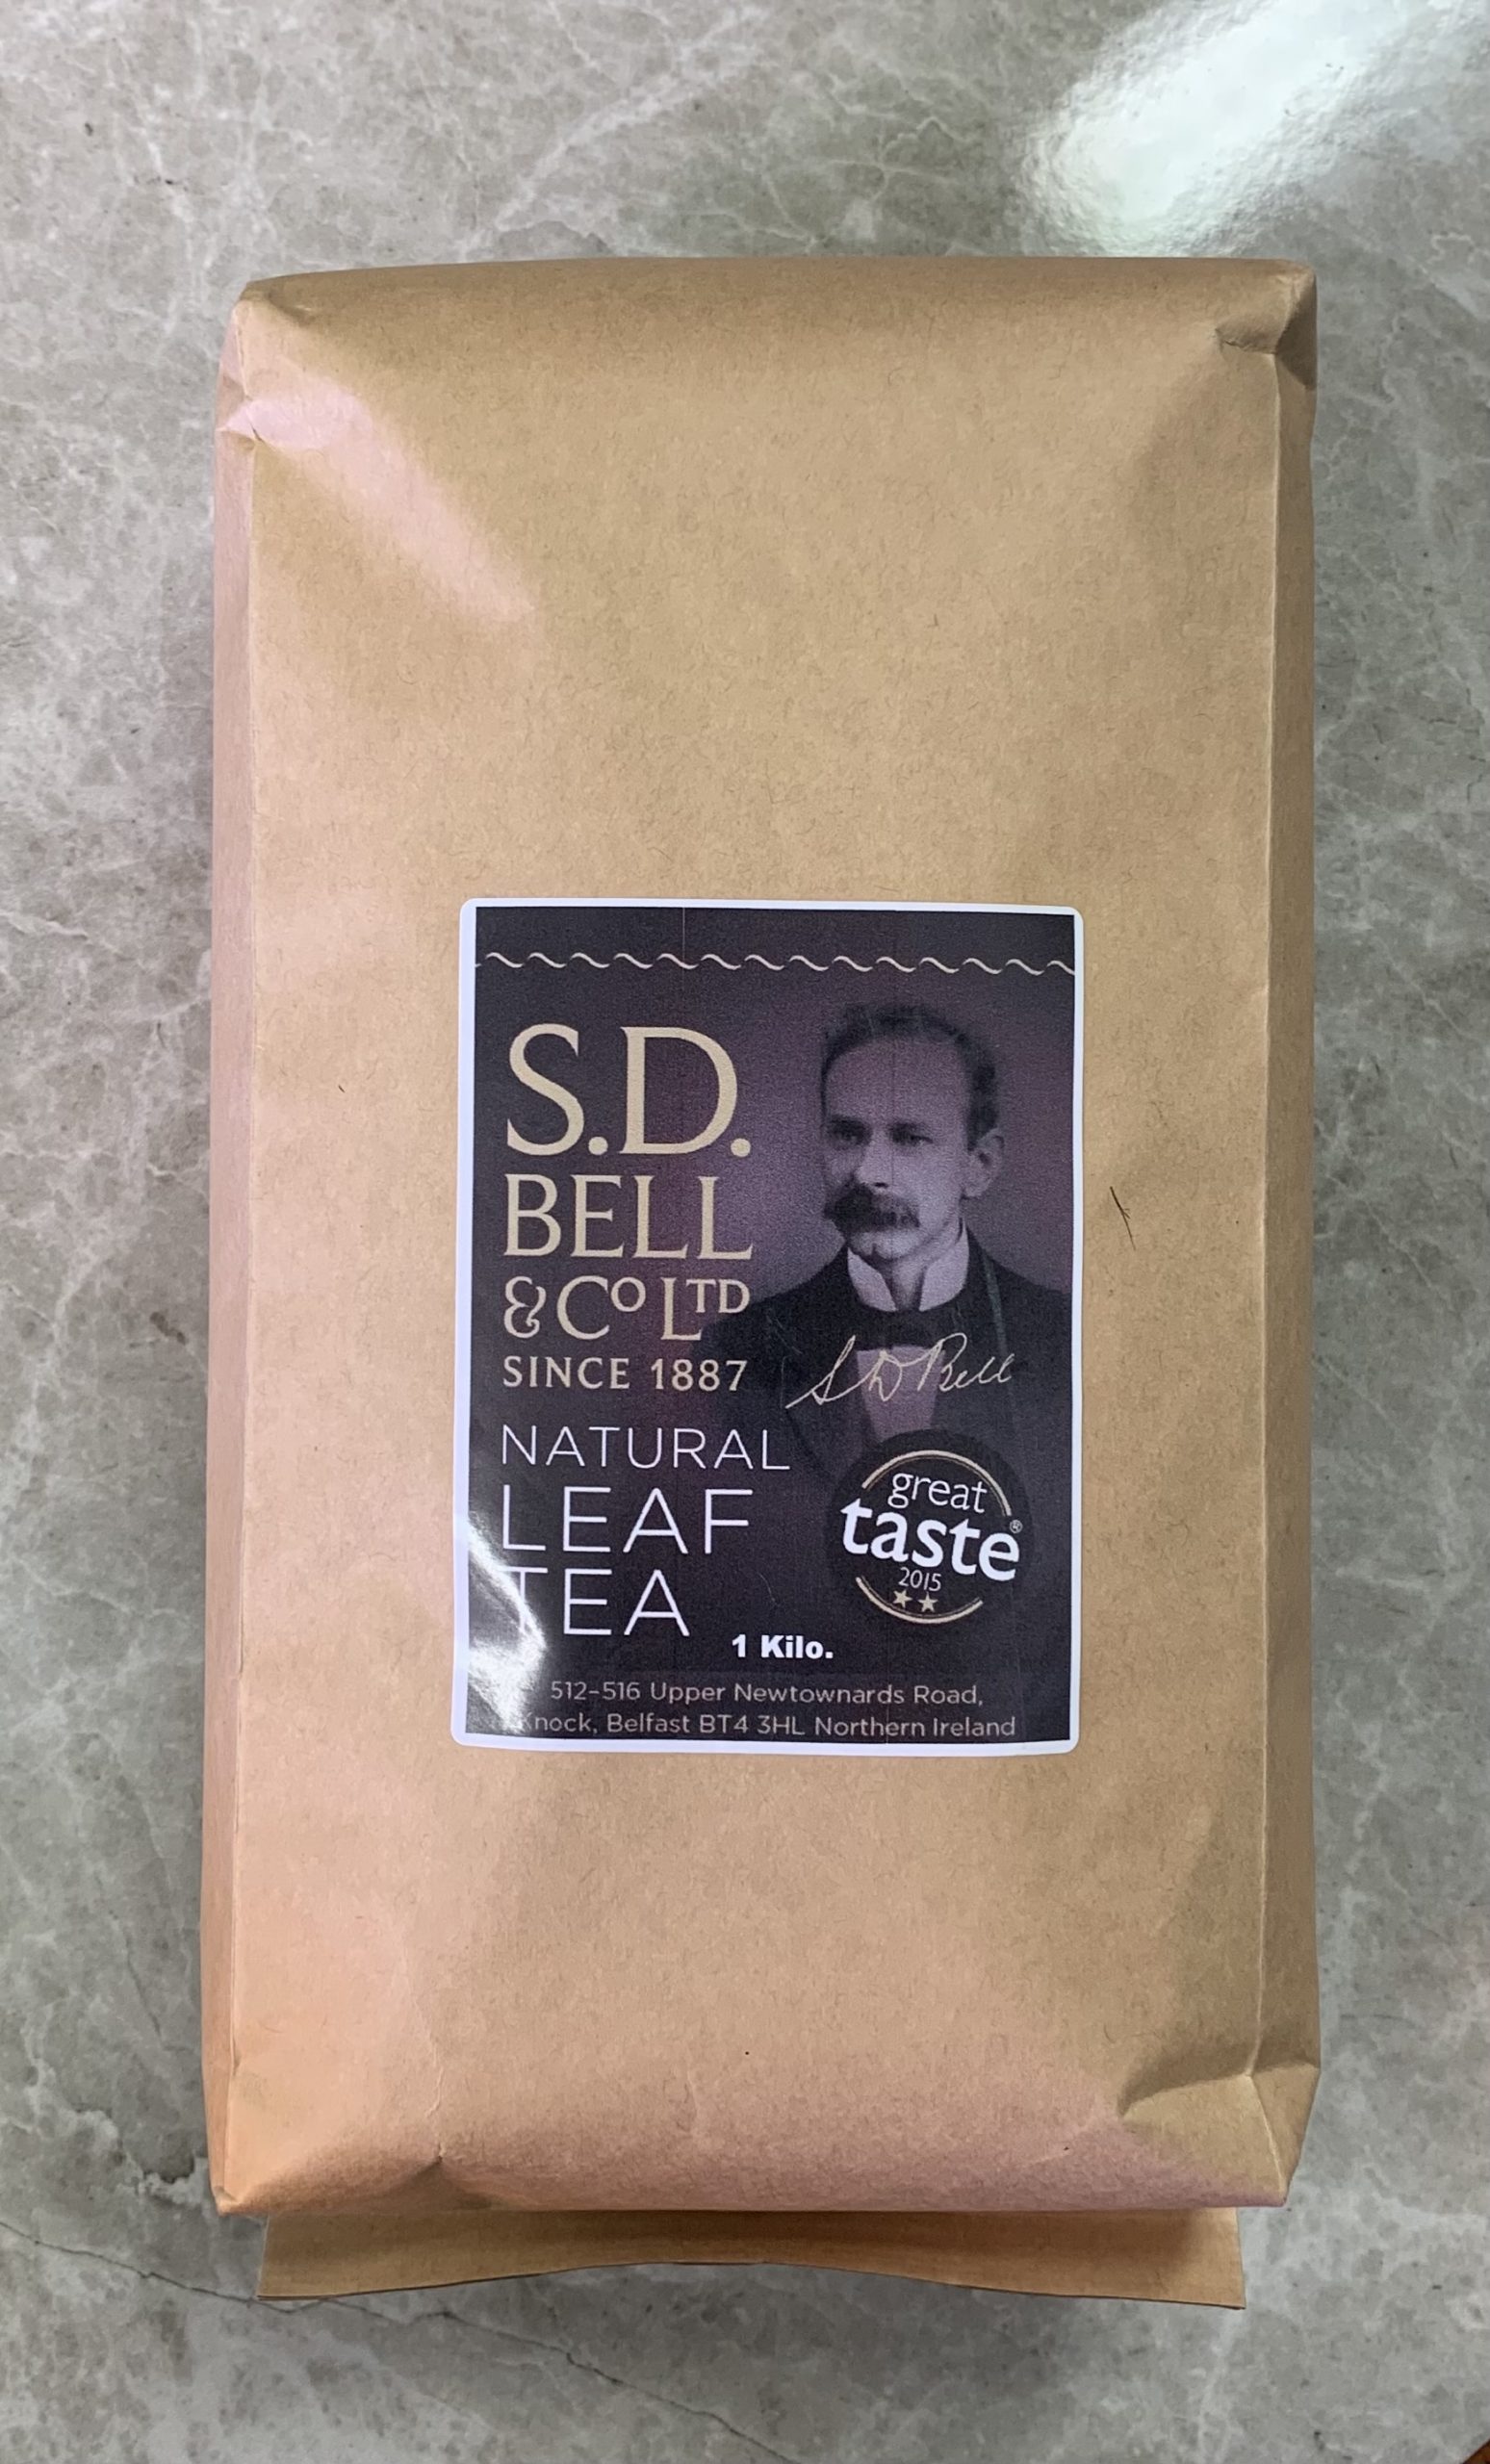 S.D.
BELL
& Co LTD
SINCE 1887
S D Bell
NATURAL
LEAF
TEA
great
taste®
2015
1 Kilo.
512-516 Upper Newtownards Road,
Knock, Belfast BT4 3HL Northern Ireland